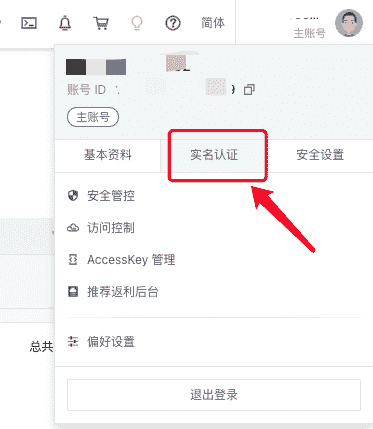 简体
主账号
账号 ID
主账号
基本资料 实名认证 安全设置
安全管控
访问控制
AccessKey 管理
推荐返利后台
总共
偏好设置
退出登录